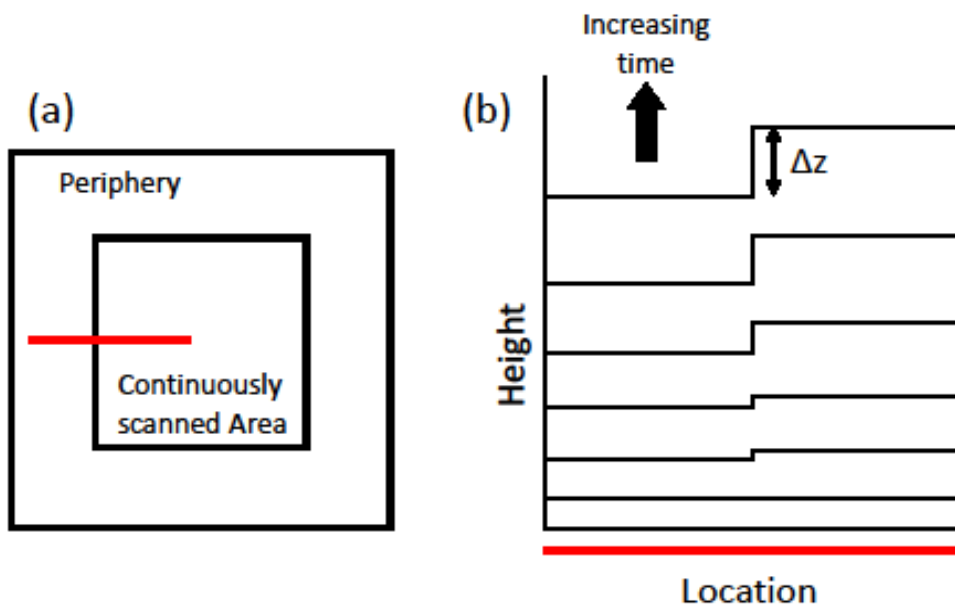 (a)
Periphery
Continuously
scanned Area
(b)
Increasing
time
Δz
Height
Location